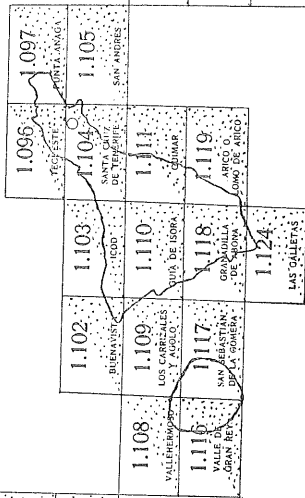 1.096
TEGUESTE
1.097
PUNTA ANAGA
1.102
BUENAVISTA
1.103
ICOD
1.104
SANTA CRUZ
DE TENERIFE
1.105
SAN ANDRES
1.108
VALLEHERMOSO
1.109
LOS CARRIZALES
Y AGOLO
1.110
GUIA DE ISORA
1.111
GUIMAR
1.116
VALLE DE
GRAN REY
1.117
SAN SEBASTIAN
DE LA GOMERA
1.118
GRANADILLA
DE ABONA
1.119
ARICO O
LOMO DE ARICO
1.124
LAS GALLETAS